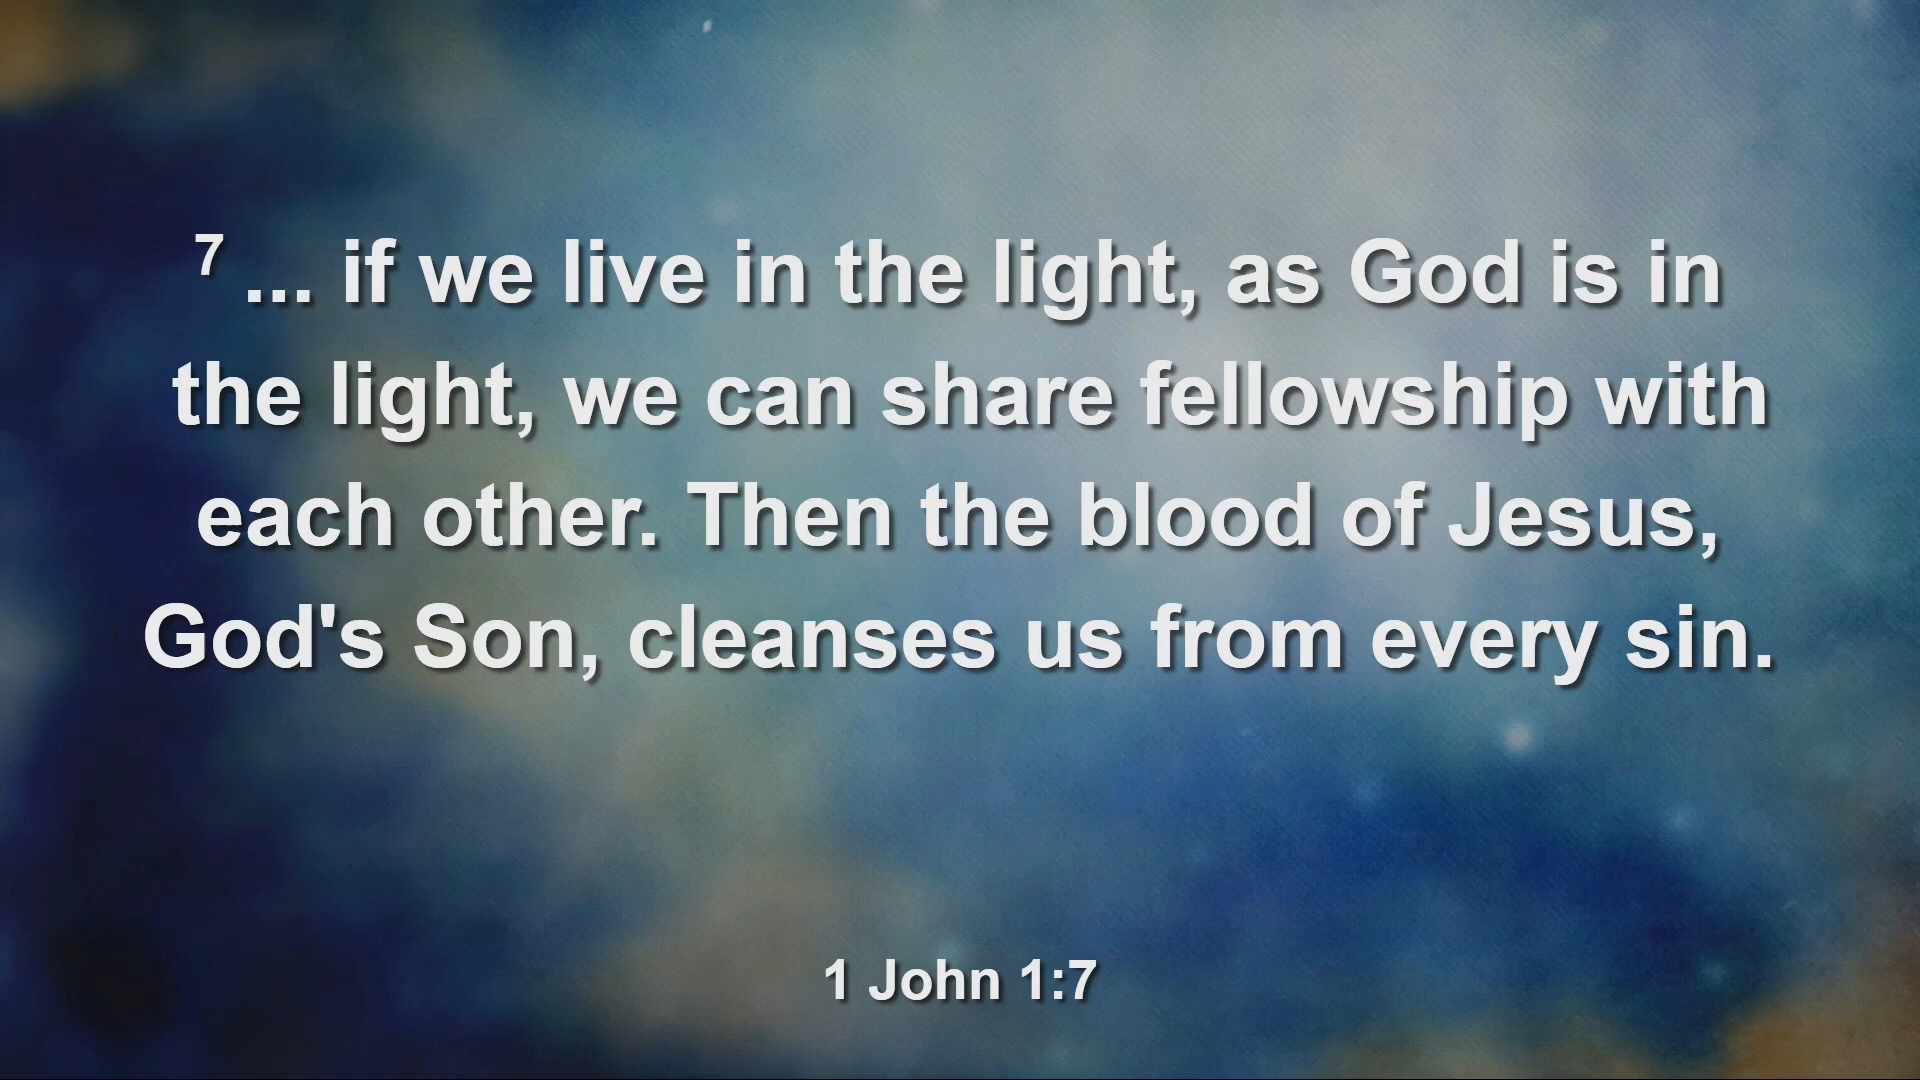 7 ... if we live in the light, as God is in
the light, we can share fellowship with
each other. Then the blood of Jesus,
God's Son, cleanses us from every sin.
1 John 1:7